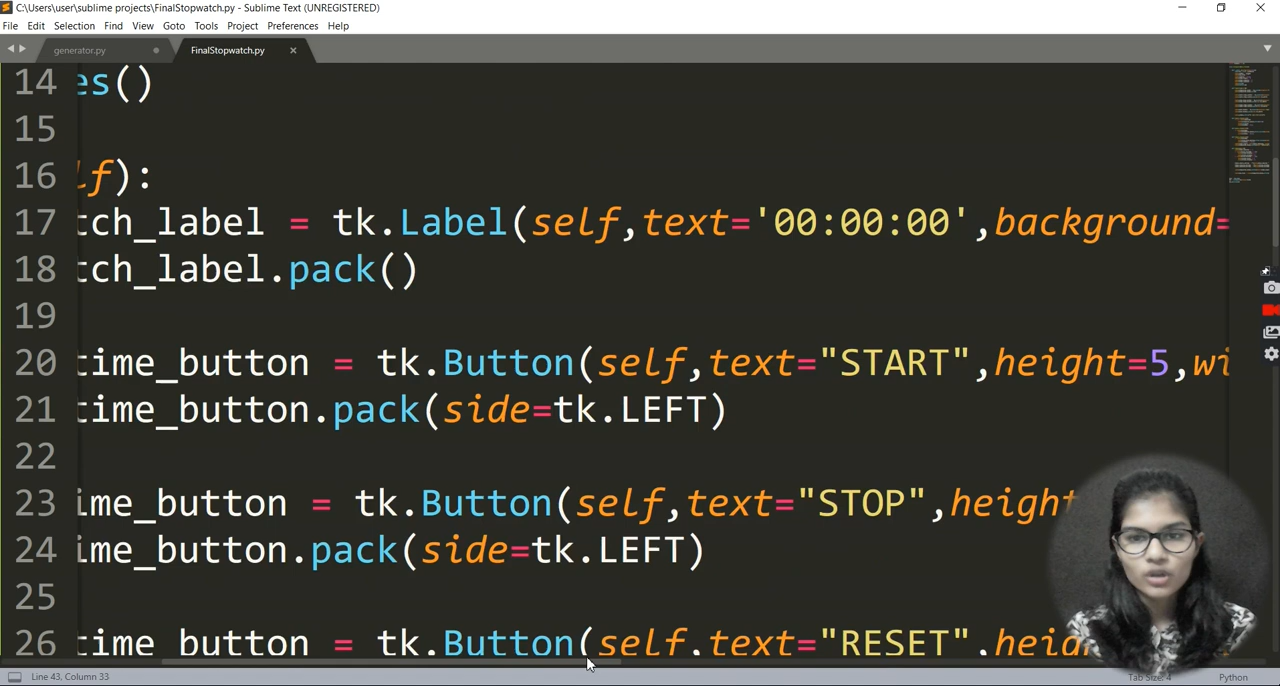 C:\Users\user\sublime projects\FinalStopwatch.py - Sublime Text (UNREGISTERED)
File Edit Selection Find View Goto Tools Project Preferences Help
generator.py FinalStopwatch.py
14 es()
15
16 lf):
17 tch_label = tk.Label(self,text='00:00:00',background=
18 tch_label.pack()
19
20 time_button = tk.Button(self,text="START",height=5,wi
21 time_button.pack(side=tk.LEFT)
22
23 ime_button = tk.Button(self,text="STOP",height
24 ime_button.pack(side=tk.LEFT)
25
26 time_button = tk.Button(self,text="RESET",heig
Line 43, Column 33 Tab Size: 4 Python